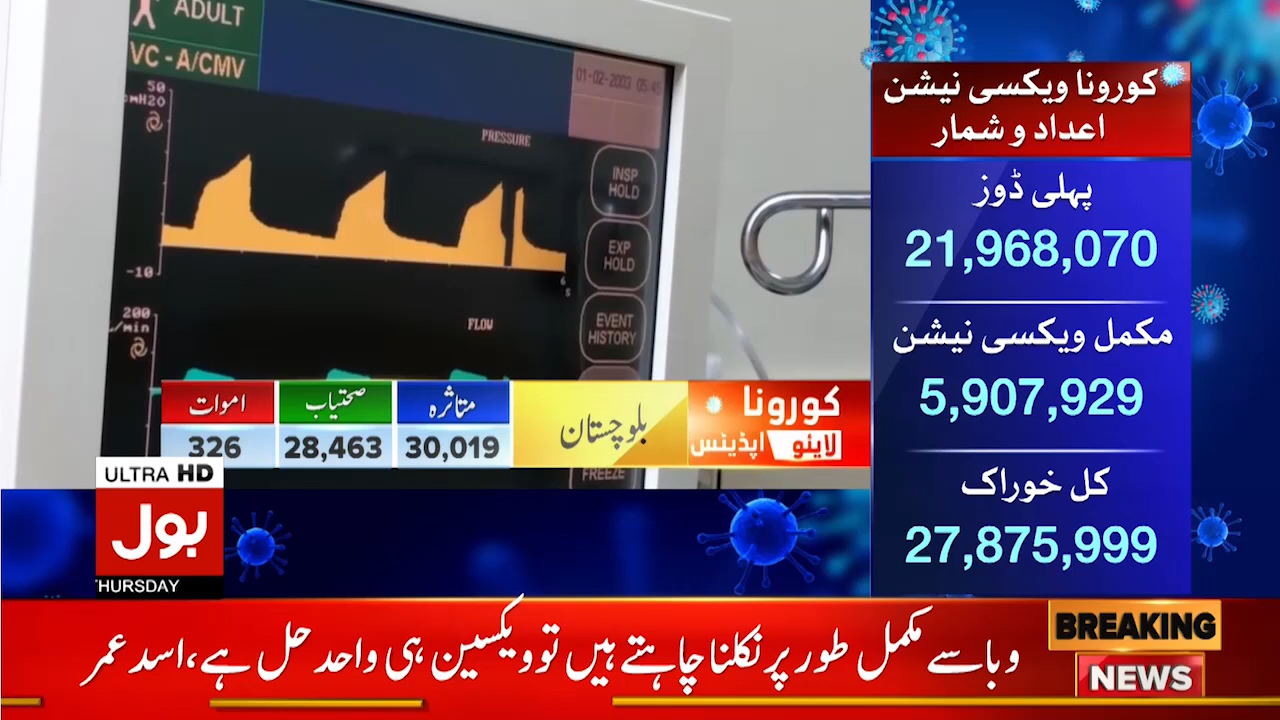 ADULT
VC - A/CMV
01-02-2003 05:45
50
cmH2O
PRESSURE
-10
INSP
HOLD
EXP
HOLD
EVENT
HISTORY
FREEZE
200
FLOW
6
s
کورونا ویکسی نیشن
اعداد و شمار
پہلی ڈوز
21,968,070
مکمل ویکسی نیشن
5,907,929
کل خوراک
27,875,999
کورونا
لائیو اپڈیٹس
بلوچستان
متاثرہ
30,019
صحتیاب
28,463
اموات
326
ULTRA HD
بول
THURSDAY
BREAKING
NEWS
وبا سے مکمل طور پر نکلنا چاہتے ہیں تو ویکسین ہی واحد حل ہے، اسد عمر